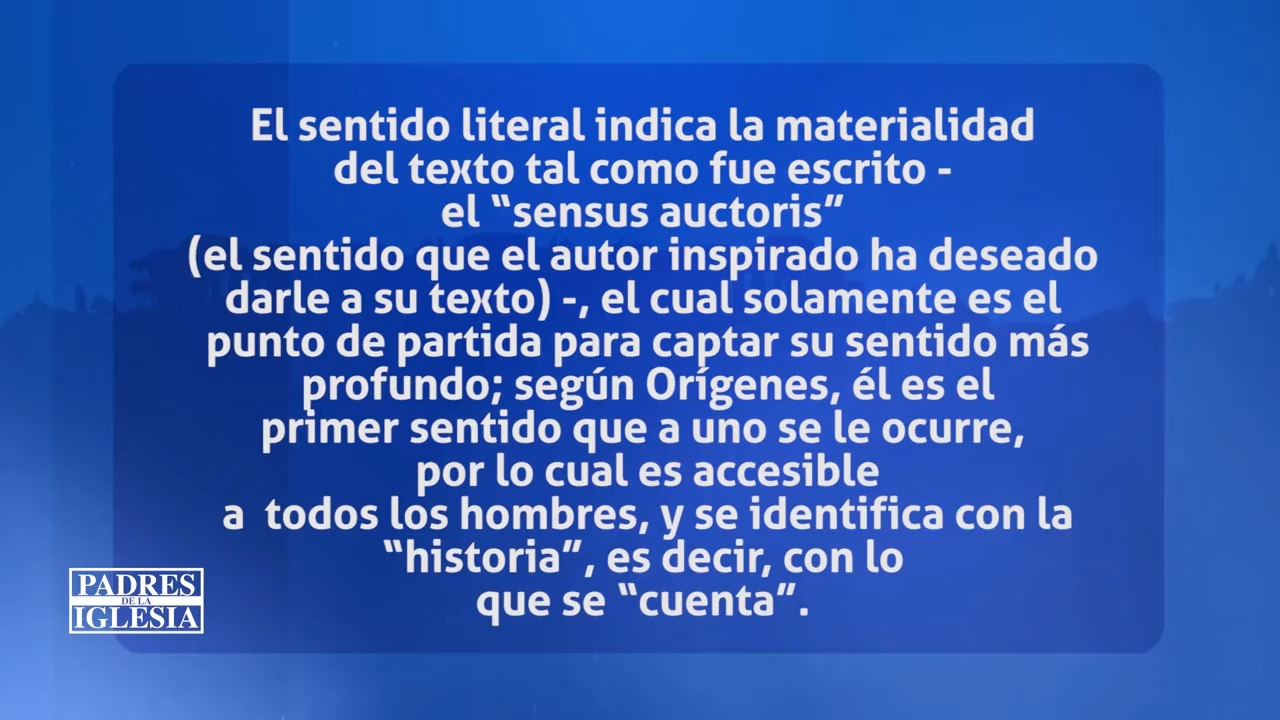 El sentido literal indica la materialidad
del texto tal como fue escrito -
el “sensus auctoris”
(el sentido que el autor inspirado ha deseado
darle a su texto) -, el cual solamente es el
punto de partida para captar su sentido más
profundo; según Orígenes, él es el
primer sentido que a uno se le ocurre,
por lo cual es accesible
a  todos los hombres, y se identifica con la
“historia”, es decir, con lo
que se “cuenta”.
PADRES
DE LA
IGLESIA